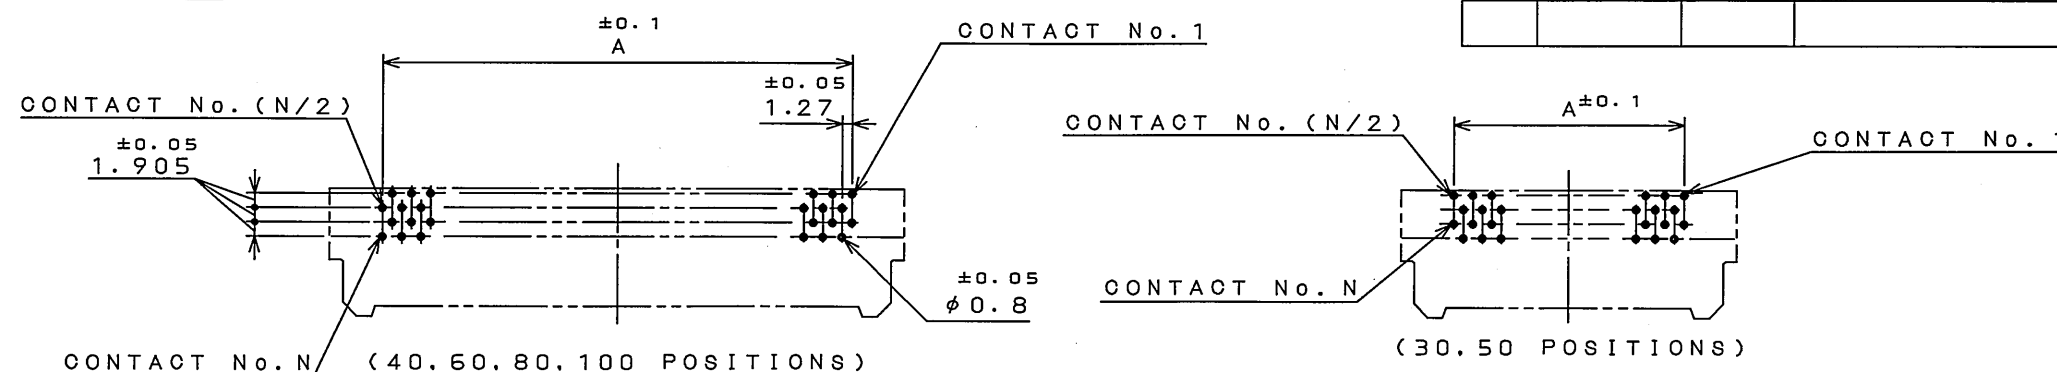 ±0.1
A
CONTACT No.1
±0.05
1.27
CONTACT No.(N/2)
±0.05
1.905
±0.05
φ0.8
CONTACT No.N
(40,60,80,100 POSITIONS)
A±0.1
CONTACT No.(N/2)
CONTACT No.1
CONTACT No.N
(30,50 POSITIONS)